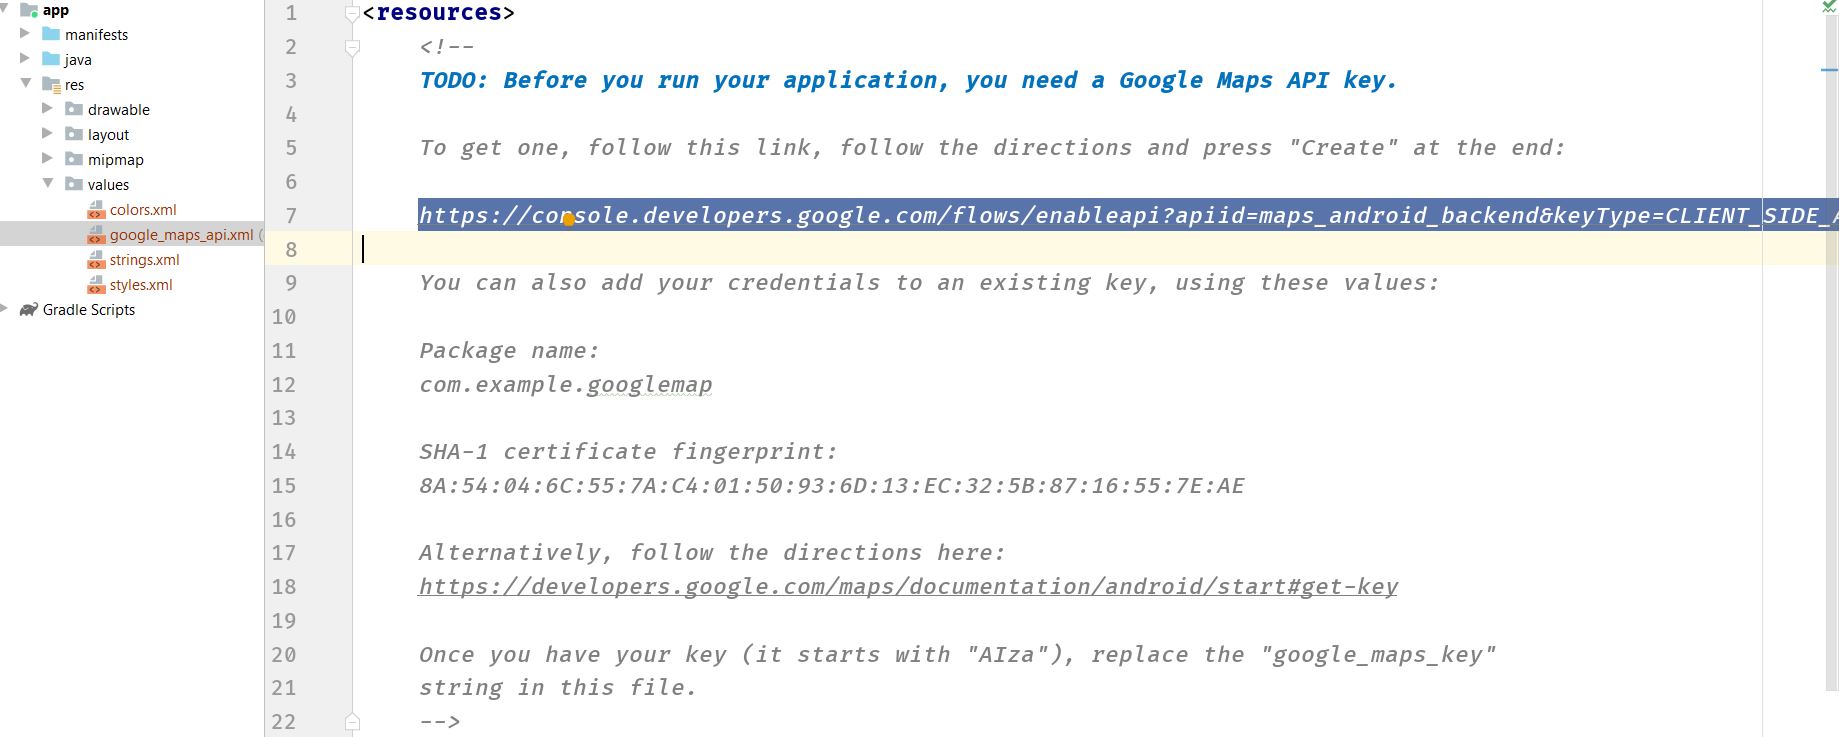 app
manifests
java
res
drawable
layout
mipmap
values
colors.xml
google_maps_api.xml (
strings.xml
styles.xml
Gradle Scripts
1 <resources>
2 <!--
3 TODO: Before you run your application, you need a Google Maps API key.
4
5 To get one, follow this link, follow the directions and press "Create" at the end:
6
7 https://console.developers.google.com/flows/enableapi?apiid=maps_android_backend&keyType=CLIENT_SIDE_A
8
9 You can also add your credentials to an existing key, using these values:
10
11 Package name:
12 com.example.googlemap
13
14 SHA-1 certificate fingerprint:
15 8A:54:04:6C:55:7A:C4:01:50:93:6D:13:EC:32:5B:87:16:55:7E:AE
16
17 Alternatively, follow the directions here:
18 https://developers.google.com/maps/documentation/android/start#get-key
19
20 Once you have your key (it starts with "AIza"), replace the "google_maps_key"
21 string in this file.
22 -->